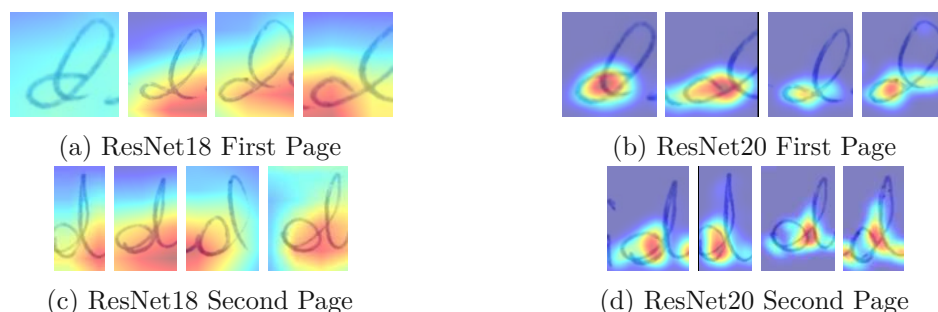 (a) ResNet18 First Page
(b) ResNet20 First Page
(c) ResNet18 Second Page
(d) ResNet20 Second Page